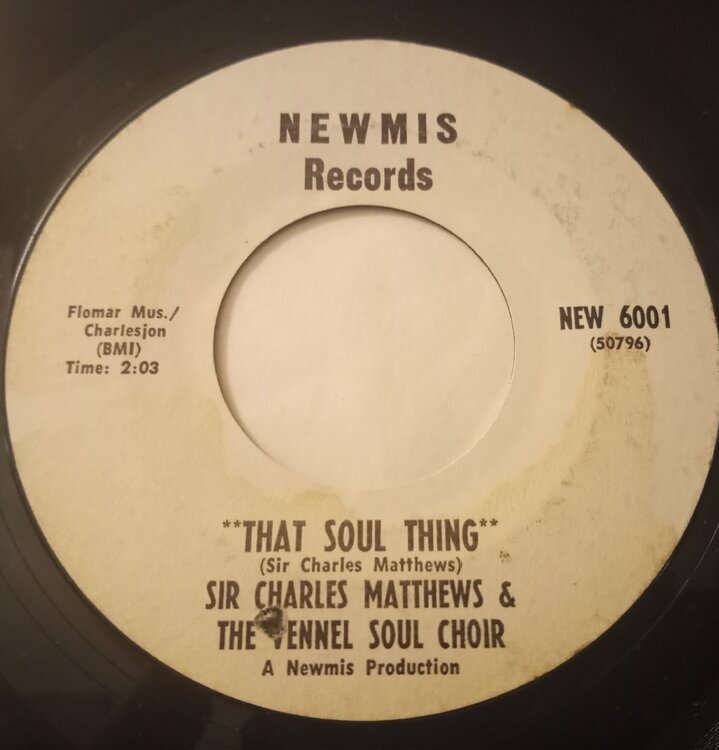 NEWMIS
Records
Flomar Mus./
Charlesjon
(BMI)
Time: 2:03
NEW 6001
(50796)
**THAT SOUL THING**
(Sir Charles Matthews)
SIR CHARLES MATTHEWS &
THE VENNEL SOUL CHOIR
A Newmis Production